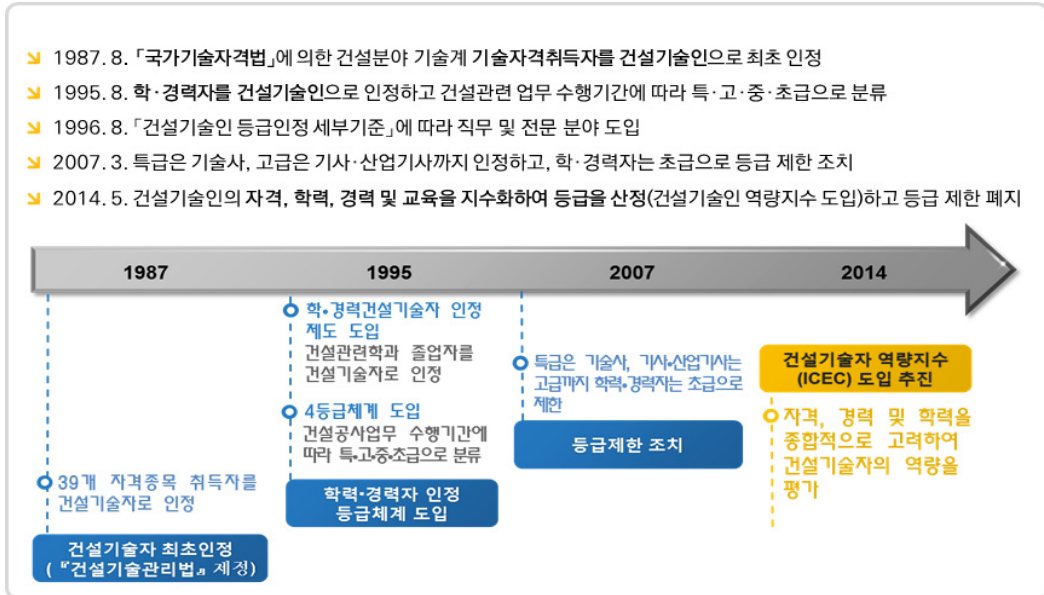 1987. 8. 「국가기술자격법」에 의한 건설분야 기술계 기술자격취득자를 건설기술인으로 최초 인정
1995. 8. 학·경력자를 건설기술인으로 인정하고 건설관련 업무 수행기간에 따라 특·고·중·초급으로 분류
1996. 8. 「건설기술인 등급인정 세부기준」에 따라 직무 및 전문 분야 도입
2007. 3. 특급은 기술사, 고급은 기사·산업기사까지 인정하고, 학·경력자는 초급으로 등급 제한 조치
2014. 5. 건설기술인의 자격, 학력, 경력 및 교육을 지수화하여 등급을 산정(건설기술인 역량지수 도입)하고 등급 제한 폐지
1987
1995
2007
2014
39개 자격종목 취득자를
건설기술자로 인정
건설기술자 최초인정
(『건설기술관리법』 제정)
학•경력건설기술자 인정
제도 도입
건설관련학과 졸업자를
건설기술자로 인정
4등급체계 도입
건설공사업무 수행기간에
따라 특•고•중•초급으로 분류
학력•경력자 인정
등급체계 도입
특급은 기술사, 기사•산업기사는
고급까지 학력•경력자는 초급으로
제한
등급제한 조치
건설기술자 역량지수
(ICEC) 도입 추진
자격, 경력 및 학력을
종합적으로 고려하여
건설기술자의 역량을
평가